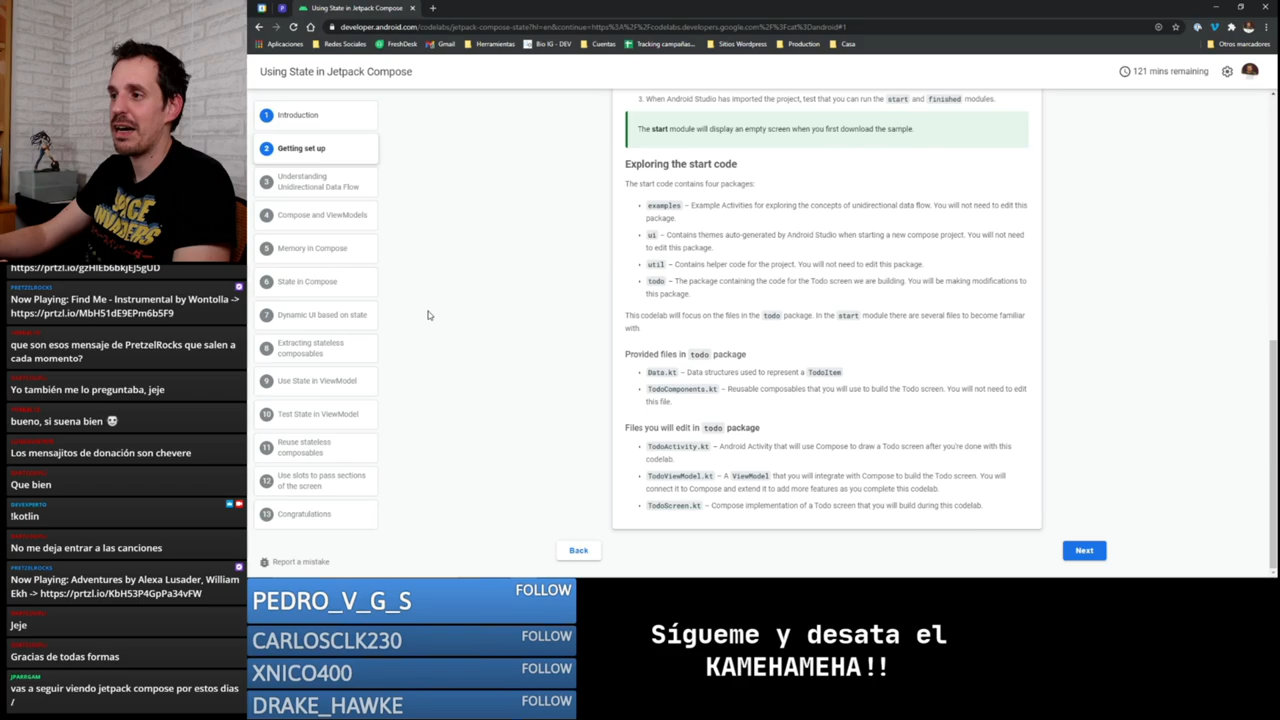 Using State in Jetpack Compose
developer.android.com/codelabs/jetpack-compose-state?hl=en&continue=https%3A%2F%2Fcodelabs.developers.google.com%2F%3Fcat%3Dandroid#1
Aplicaciones
Redes Sociales
FreshDesk
Gmail
Herramientas
Bio IG - DEV
Cuentas
Tracking campañas...
Sitios Wordpress
Production
Casa
Otros marcadores
Using State in Jetpack Compose
121 mins remaining
1 Introduction
2 Getting set up
3 Understanding
Unidirectional Data Flow
4 Compose and ViewModels
5 Memory in Compose
6 State in Compose
7 Dynamic UI based on state
8 Extracting stateless
composables
9 Use State in ViewModel
10 Test State in ViewModel
11 Reuse stateless
composables
12 Use slots to pass sections
of the screen
13 Congratulations
Report a mistake
3. When Android Studio has imported the project, test that you can run the start and finished modules.
The start module will display an empty screen when you first download the sample.
Exploring the start code
The start code contains four packages:
• examples – Example Activities for exploring the concepts of unidirectional data flow. You will not need to edit this
package.
• ui – Contains themes auto-generated by Android Studio when starting a new compose project. You will not need
to edit this package.
• util – Contains helper code for the project. You will not need to edit this package.
• todo – The package containing the code for the Todo screen we are building. You will be making modifications to
this package.
This codelab will focus on the files in the todo package. In the start module there are several files to become familiar
with.
Provided files in todo package
• Data.kt – Data structures used to represent a TodoItem
• TodoComponents.kt – Reusable composables that you will use to build the Todo screen. You will not need to edit
this file.
Files you will edit in todo package
• TodoActivity.kt – Android Activity that will use Compose to draw a Todo screen after you're done with this
codelab.
• TodoViewModel.kt – A ViewModel that you will integrate with Compose to build the Todo screen. You will
connect it to Compose and extend it to add more features as you complete this codelab.
• TodoScreen.kt – Compose implementation of a Todo screen that you will build during this codelab.
Back
Next
SPACE
INVADERS
PRETZELROCKS
Now Playing: Find Me - Instrumental by Wontolla ->
https://prtzl.io/MbH51dE9EPm6b5F9
que son esos mensaje de PretzelRocks que salen a
cada momento?
Yo también me lo preguntaba, jeje
bueno, si suena bien
Los mensajitos de donación son chevere
Que bien
DEVEXPERTO
!kotlin
No me deja entrar a las canciones
PRETZELROCKS
Now Playing: Adventures by Alexa Lusader, William
Ekh -> https://prtzl.io/KbH53P4GpPa34vFW
Jeje
Gracias de todas formas
JPARRGAM
vas a seguir viendo jetpack compose por estos dias
/
PEDRO_V_G_S FOLLOW
CARLOSCLK230 FOLLOW
XNICO400 FOLLOW
DRAKE_HAWKE FOLLOW
Sígueme y desata el
KAMEHAMEHA!!